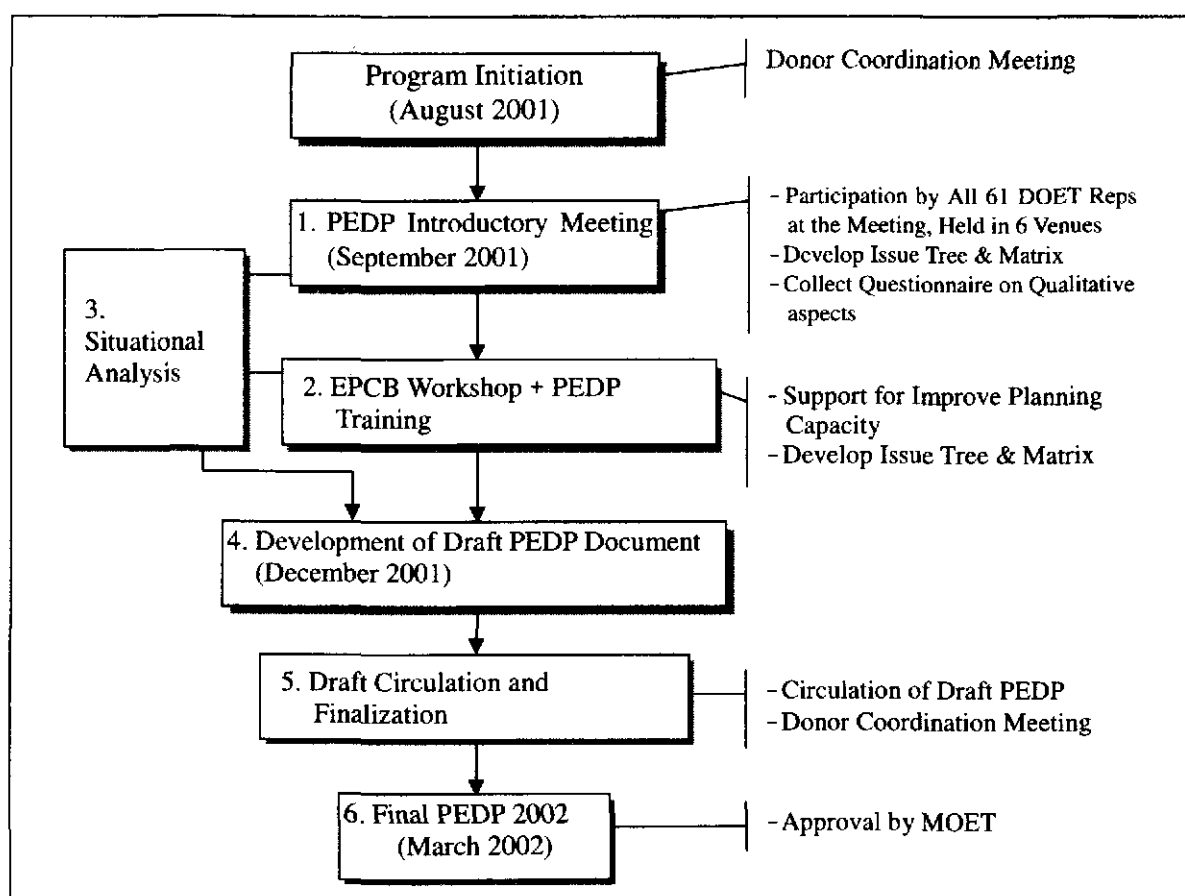 Program Initiation
(August 2001)
Donor Coordination Meeting
1. PEDP Introductory Meeting
(September 2001)
- Participation by All 61 DOET Reps
at the Meeting, Held in 6 Venues
- Develop Issue Tree & Matrix
- Collect Questionnaire on Qualitative
aspects
3.
Situational
Analysis
2. EPCB Workshop + PEDP
Training
- Support for Improve Planning
Capacity
- Develop Issue Tree & Matrix
4. Development of Draft PEDP Document
(December 2001)
5. Draft Circulation and
Finalization
- Circulation of Draft PEDP
- Donor Coordination Meeting
6. Final PEDP 2002
(March 2002)
- Approval by MOET